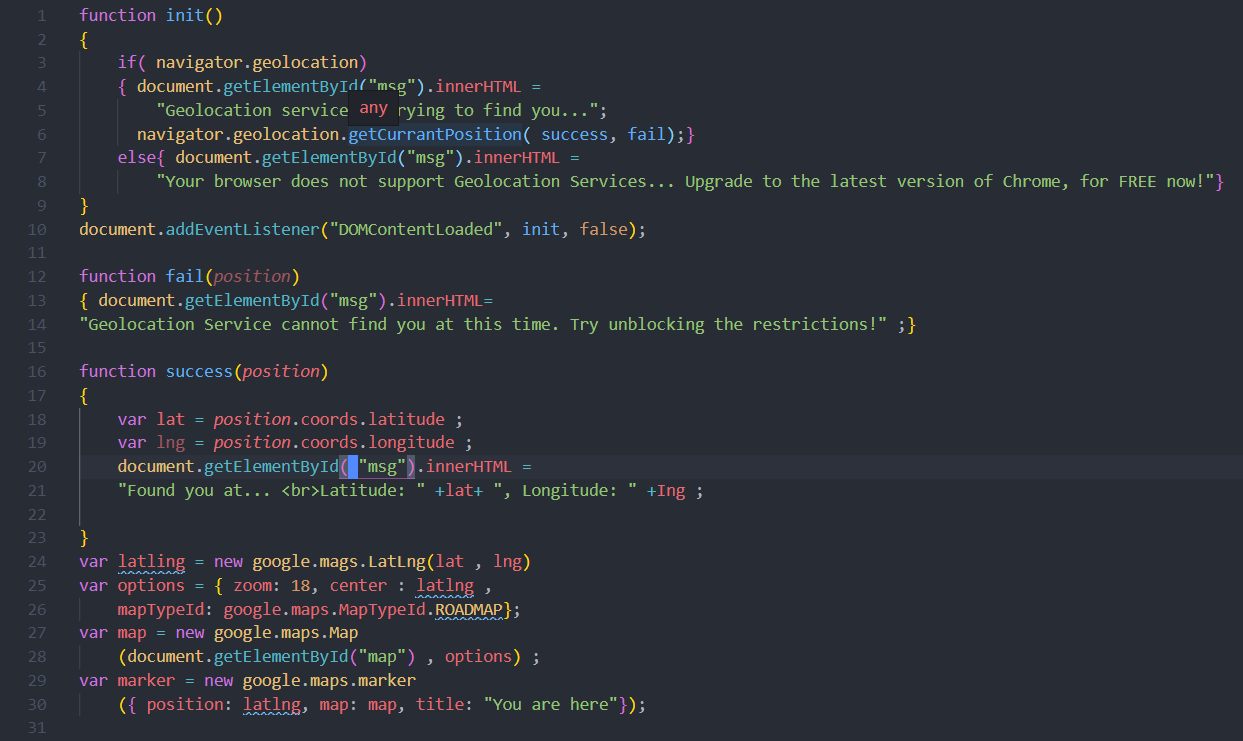 1 function init()
2 {
3 if( navigator.geolocation)
4 { document.getElementById("msg").innerHTML =
5 "Geolocation service any rying to find you...";
6 navigator.geolocation.getCurrantPosition( success, fail);}
7 else{ document.getElementById("msg").innerHTML =
8 "Your browser does not support Geolocation Services... Upgrade to the latest version of Chrome, for FREE now!"}
9 }
10 document.addEventListener("DOMContentLoaded", init, false);
11
12 function fail(position)
13 { document.getElementById("msg").innerHTML=
14 "Geolocation Service cannot find you at this time. Try unblocking the restrictions!" ;}
15
16 function success(position)
17 {
18 var lat = position.coords.latitude ;
19 var lng = position.coords.longitude ;
20 document.getElementById( "msg").innerHTML =
21 "Found you at... <br>Latitude: " +lat+ ", Longitude: " +Ing ;
22
23 }
24 var latling = new google.mags.LatLng(lat , lng)
25 var options = { zoom: 18, center : latlng ,
26 mapTypeId: google.maps.MapTypeId.ROADMAP};
27 var map = new google.maps.Map
28 (document.getElementById("map") , options) ;
29 var marker = new google.maps.marker
30 ({ position: latlng, map: map, title: "You are here"});
31